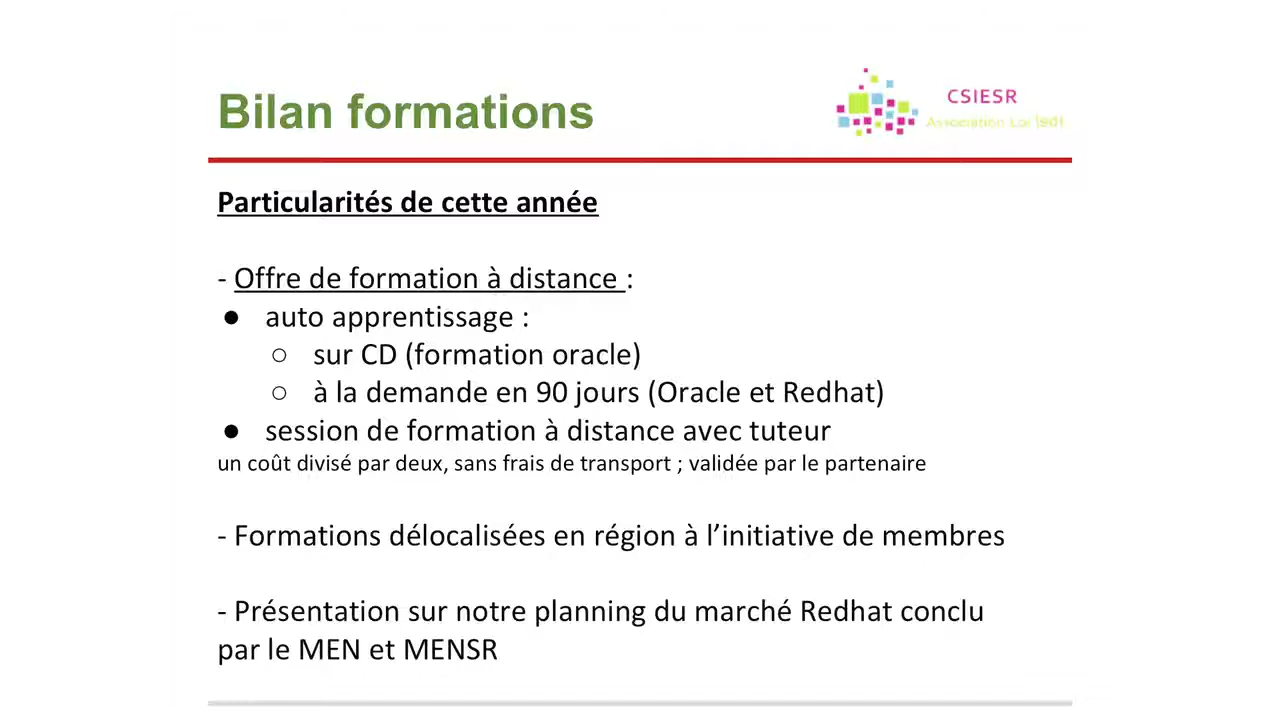 Bilan formations
CSIESR
Association Loi 1901
Particularités de cette année
- Offre de formation à distance :
● auto apprentissage :
○ sur CD (formation oracle)
○ à la demande en 90 jours (Oracle et Redhat)
● session de formation à distance avec tuteur
un coût divisé par deux, sans frais de transport ; validée par le partenaire
- Formations délocalisées en région à l’initiative de membres
- Présentation sur notre planning du marché Redhat conclu
par le MEN et MENSR